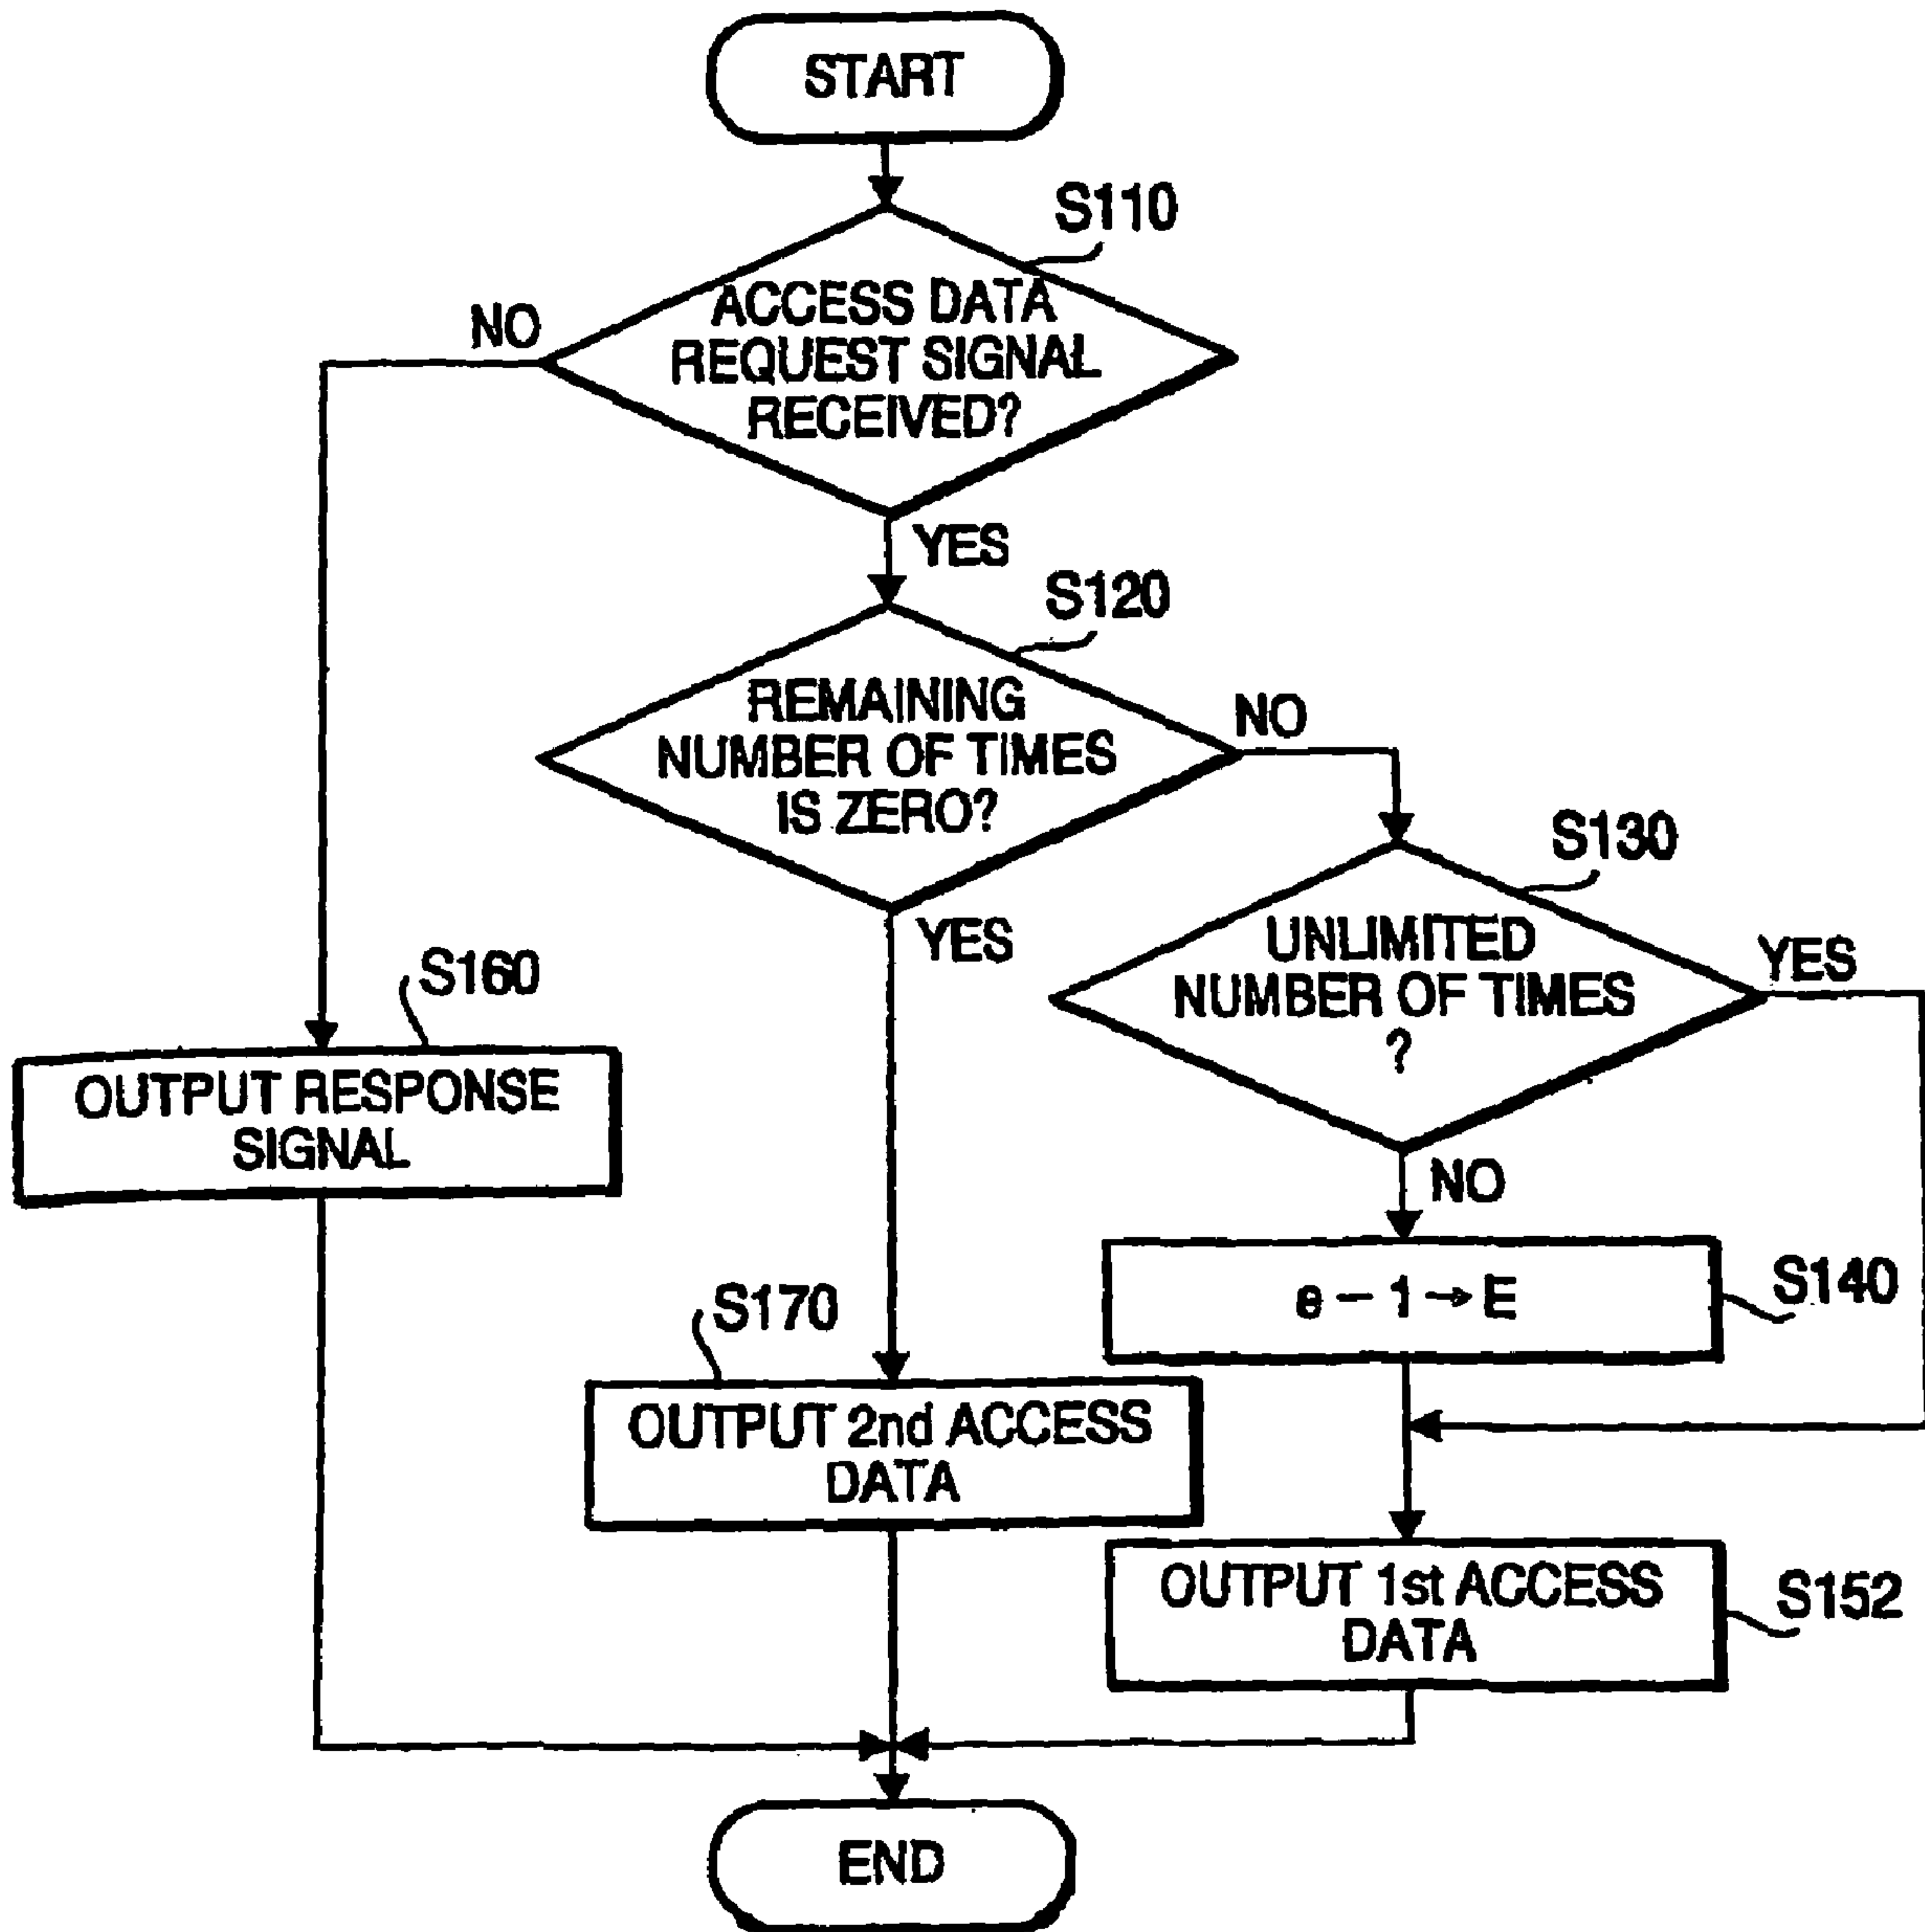 START
S110
ACCESS DATA
REQUEST SIGNAL
RECEIVED?
NO
YES
S120
REMAINING
NUMBER OF TIMES
IS ZERO?
NO
YES
S130
UNLIMITED
NUMBER OF TIMES
?
YES
NO
S160
OUTPUT RESPONSE
SIGNAL
S140
e – 1 → E
S170
OUTPUT 2nd ACCESS
DATA
OUTPUT 1st ACCESS
DATA
S152
END